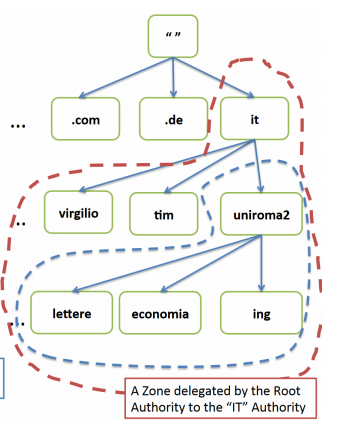 “ ”
... .com .de it
.. virgilio tim uniroma2
... lettere economia ing
A Zone delegated by the Root
Authority to the “IT” Authority